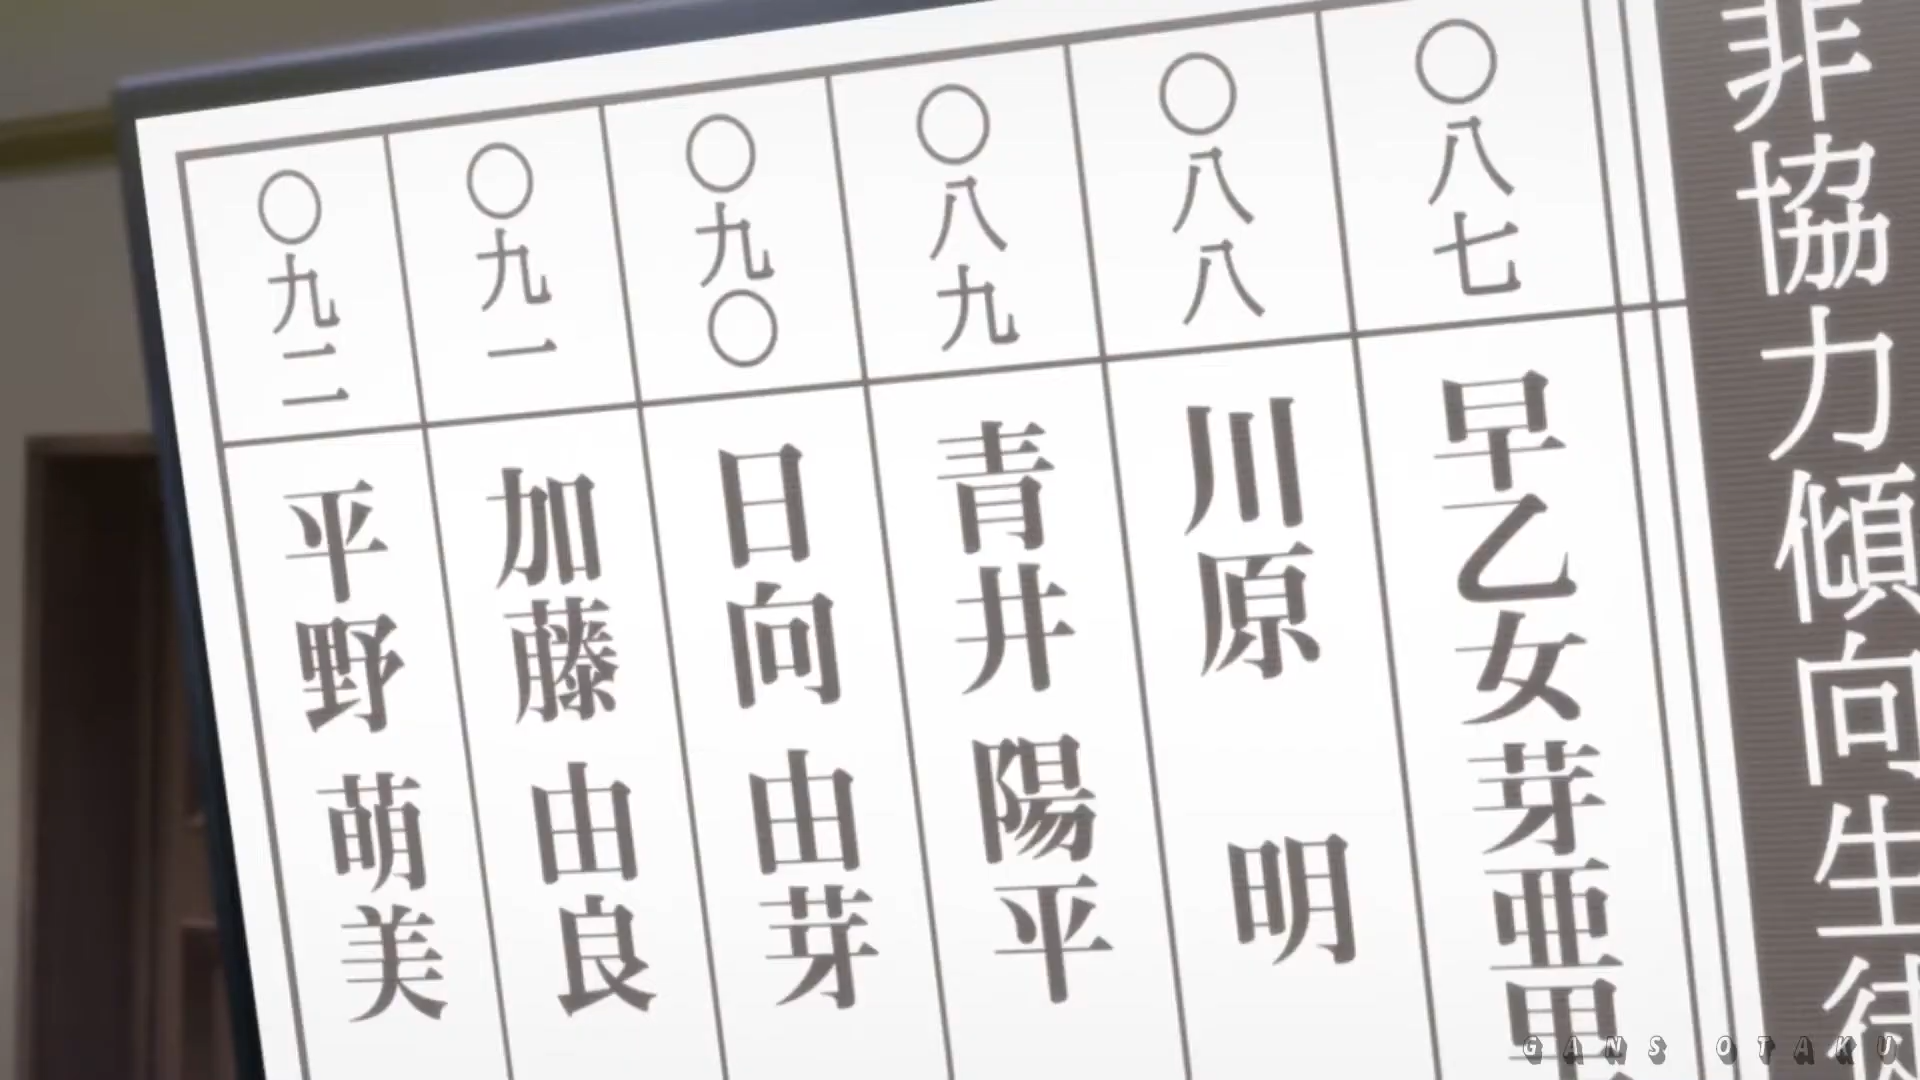 非協力傾向生徒
〇八七
早乙女芽亜里
〇八八
川原 明
〇八九
青井 陽平
〇九〇
日向 由芽
〇九一
加藤 由良
〇九二
平野 萌美
GANS OTAKU